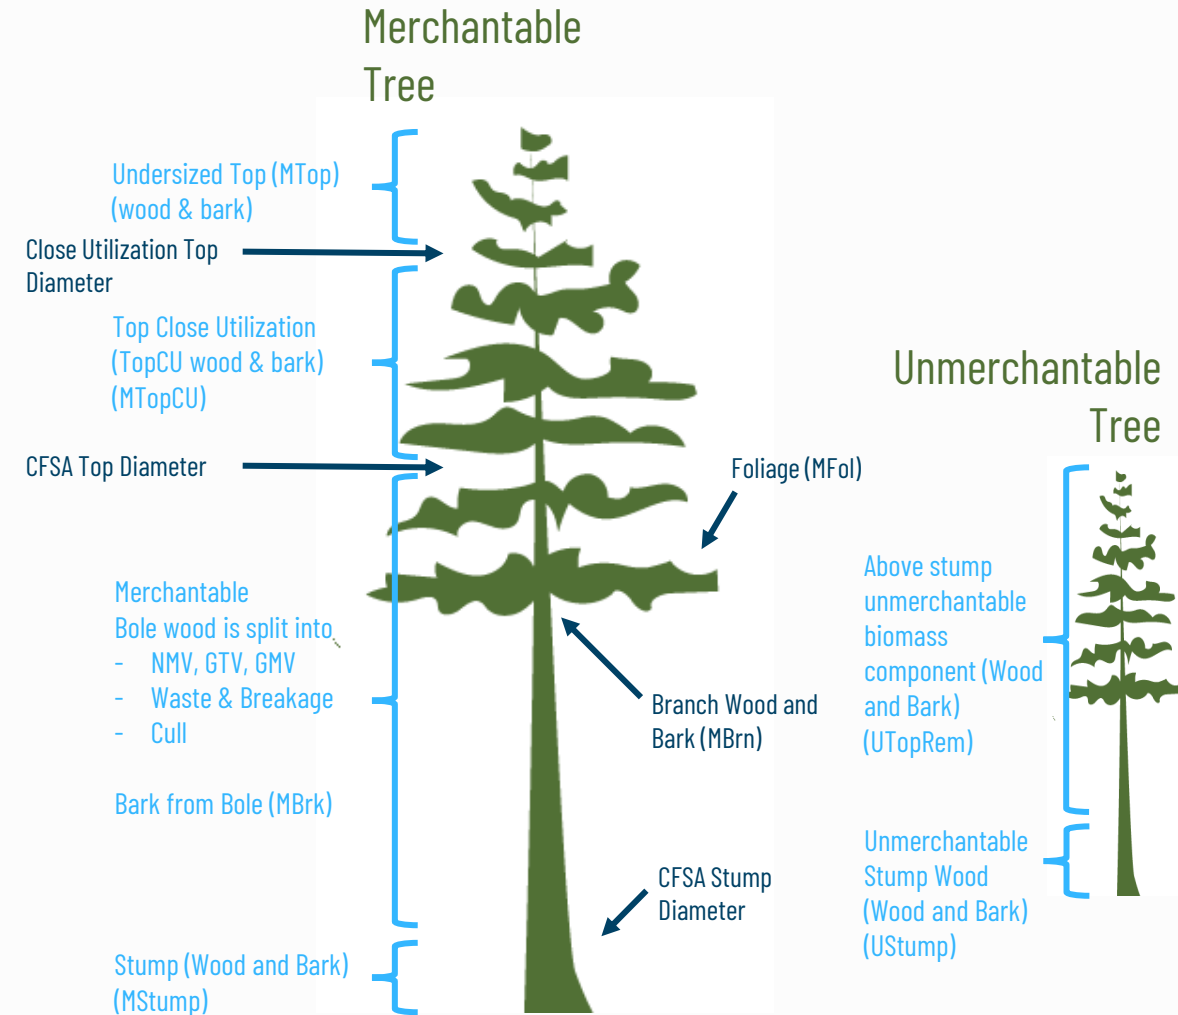 Merchantable
Tree
Undersized Top (MTop)
(wood & bark)
Close Utilization Top
Diameter
Top Close Utilization
(TopCU wood & bark)
(MTopCU)
CFSA Top Diameter
Merchantable
Bole wood is split into
- NMV, GTV, GMV
- Waste & Breakage
- Cull
Bark from Bole (MBrk)
Stump (Wood and Bark)
(MStump)
Foliage (MFol)
Branch Wood and
Bark (MBrn)
CFSA Stump
Diameter
Unmerchantable
Tree
Above stump
unmerchantable
biomass
component (Wood
and Bark)
(UTopRem)
Unmerchantable
Stump Wood
(Wood and Bark)
(UStump)